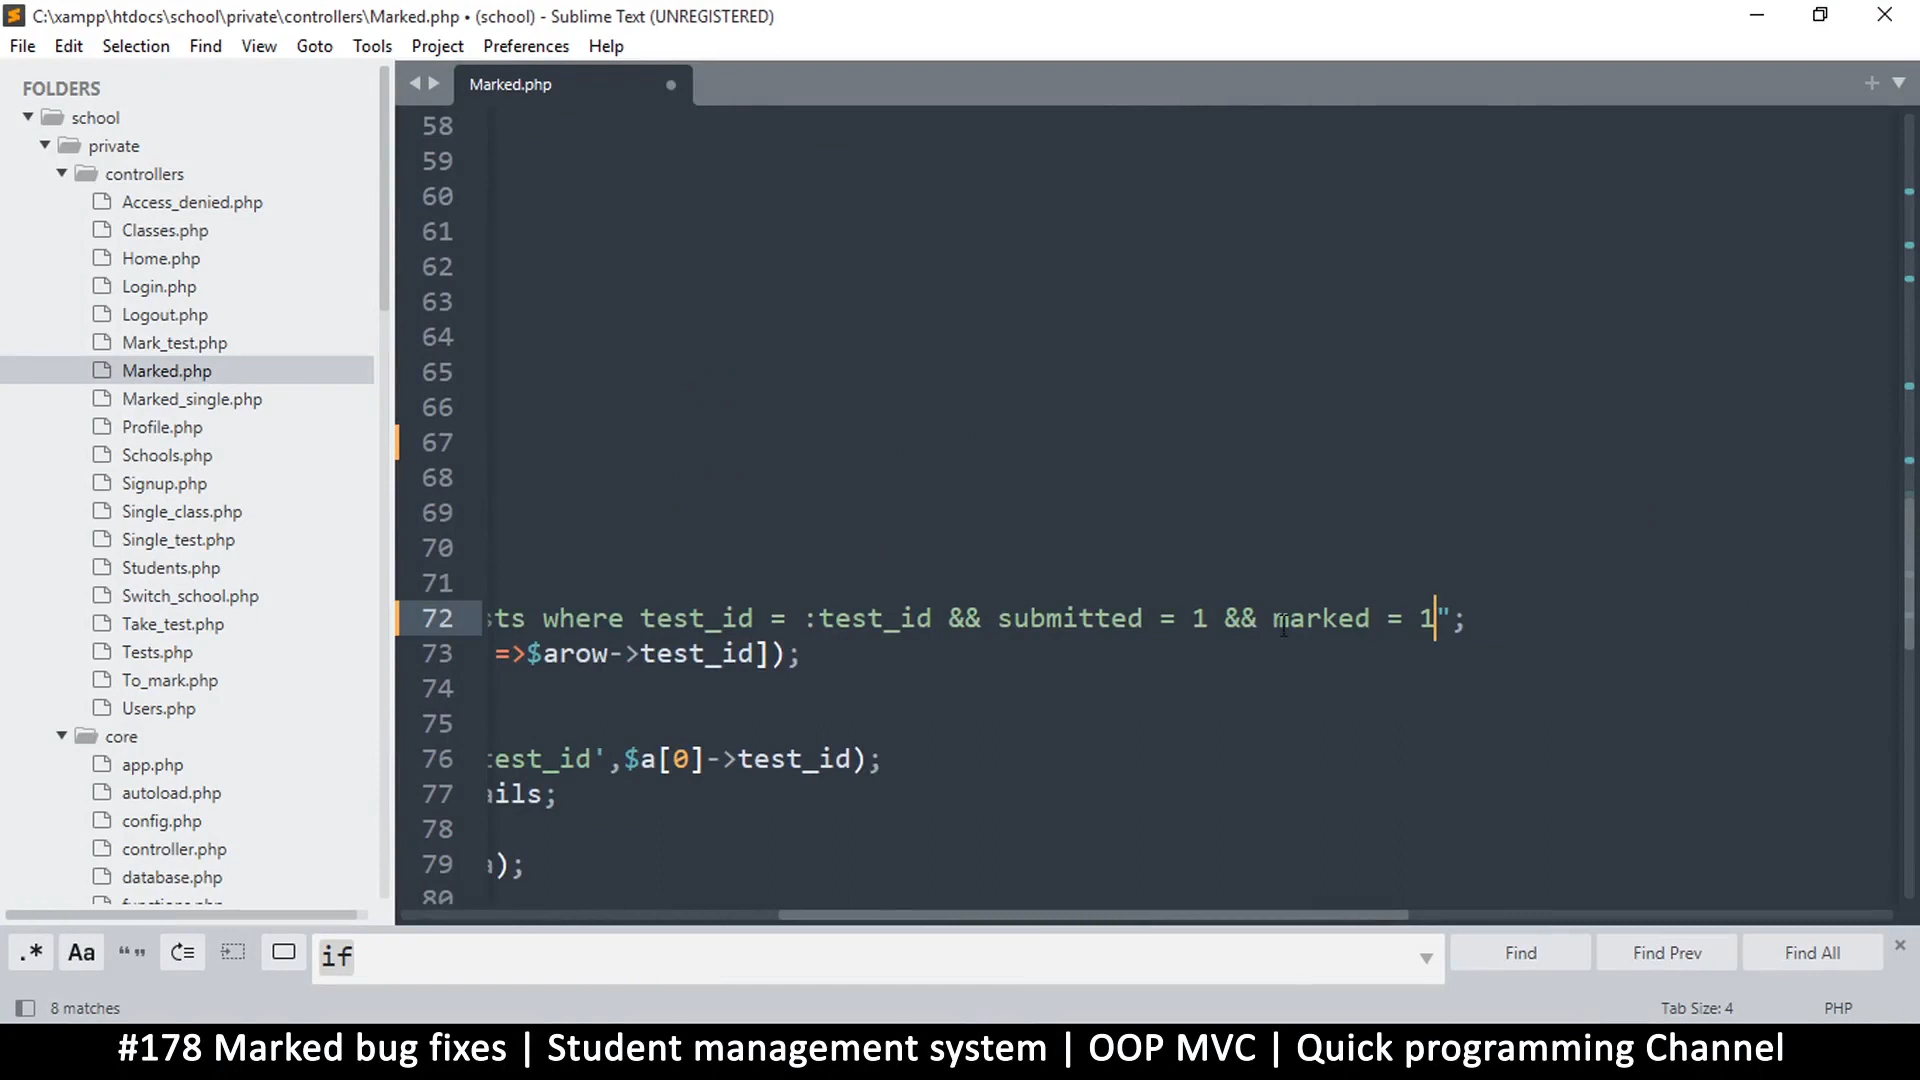 C:\xampp\htdocs\school\private\controllers\Marked.php • (school) - Sublime Text (UNREGISTERED)
File Edit Selection Find View Goto Tools Project Preferences Help
FOLDERS
school
private
controllers
Access_denied.php
Classes.php
Home.php
Login.php
Logout.php
Mark_test.php
Marked.php
Marked_single.php
Profile.php
Schools.php
Signup.php
Single_class.php
Single_test.php
Students.php
Switch_school.php
Take_test.php
Tests.php
To_mark.php
Users.php
core
app.php
autoload.php
config.php
controller.php
database.php
Marked.php
58
59
60
61
62
63
64
65
66
67
68
69
70
71
72 sts where test_id = :test_id && submitted = 1 && marked = 1";
73 =>$arow->test_id]);
74
75
76 test_id',$a[0]->test_id);
77 ails;
78
79 );
80
.* Aa “” if Find Find Prev Find All
8 matches Tab Size: 4 PHP
#178 Marked bug fixes | Student management system | OOP MVC | Quick programming Channel